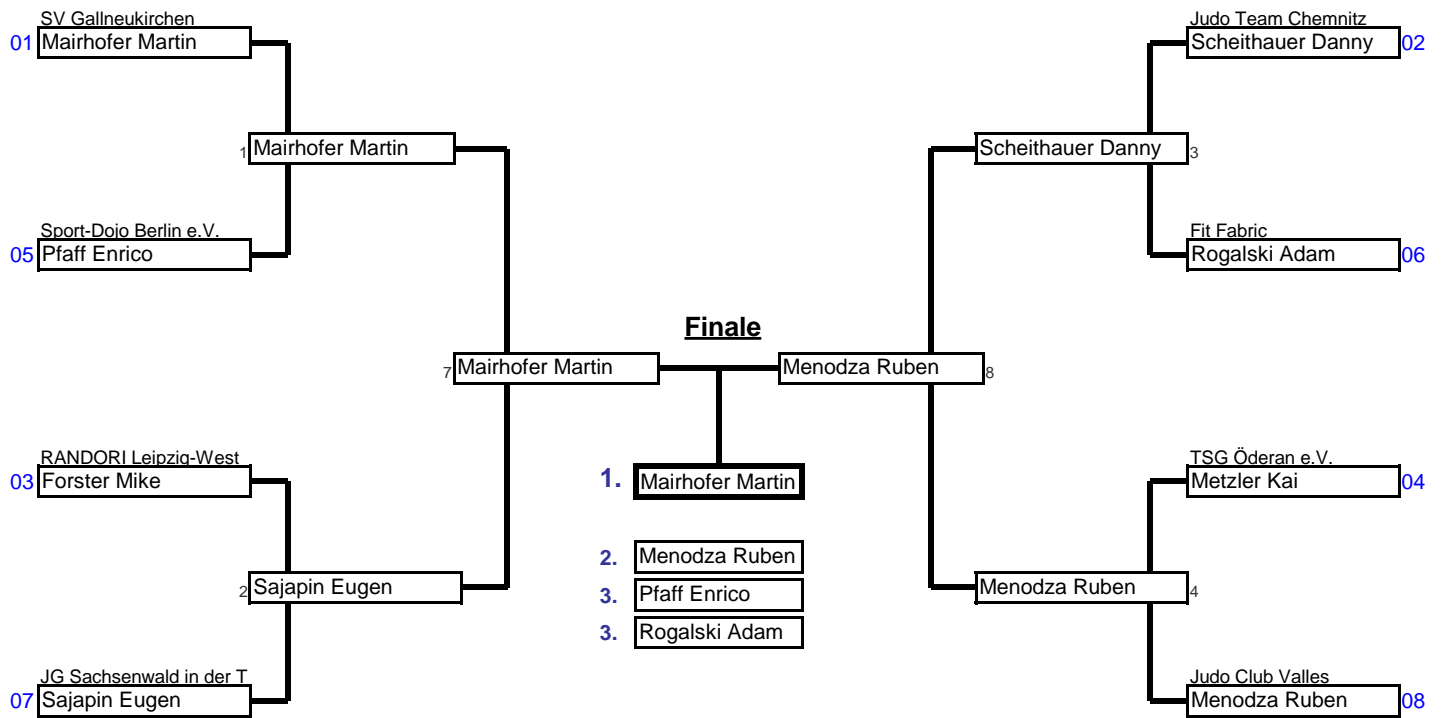 SV Gallneukirchen
01 Mairhofer Martin
1 Mairhofer Martin
Sport-Dojo Berlin e.V.
05 Pfaff Enrico
7 Mairhofer Martin
RANDORI Leipzig-West
03 Forster Mike
2 Sajapin Eugen
JG Sachsenwald in der T
07 Sajapin Eugen
Finale
1. Mairhofer Martin
2. Menodza Ruben
3. Pfaff Enrico
3. Rogalski Adam
Judo Team Chemnitz
Scheithauer Danny 02
Scheithauer Danny 3
Fit Fabric
Rogalski Adam 06
Menodza Ruben 8
TSG Öderan e.V.
Metzler Kai 04
Menodza Ruben 4
Judo Club Valles
Menodza Ruben 08